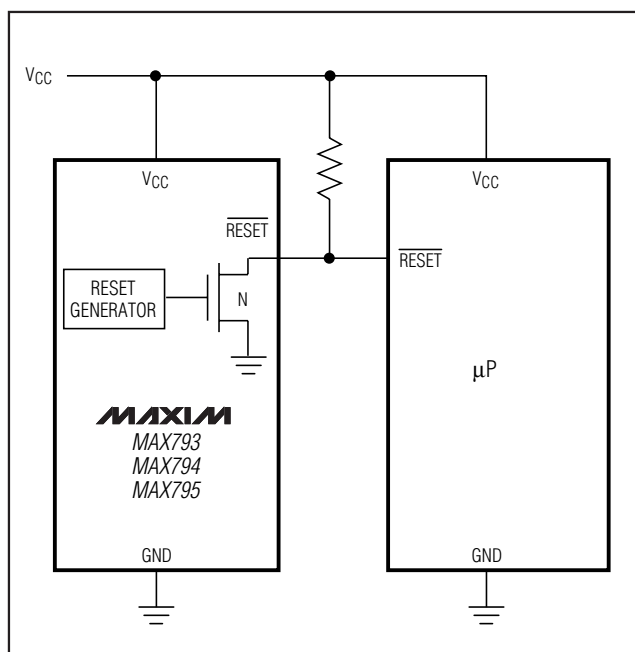 VCC
VCC
RESET
RESET
GENERATOR
N
MAXIM
MAX793
MAX794
MAX795
GND
VCC
RESET
μP
GND